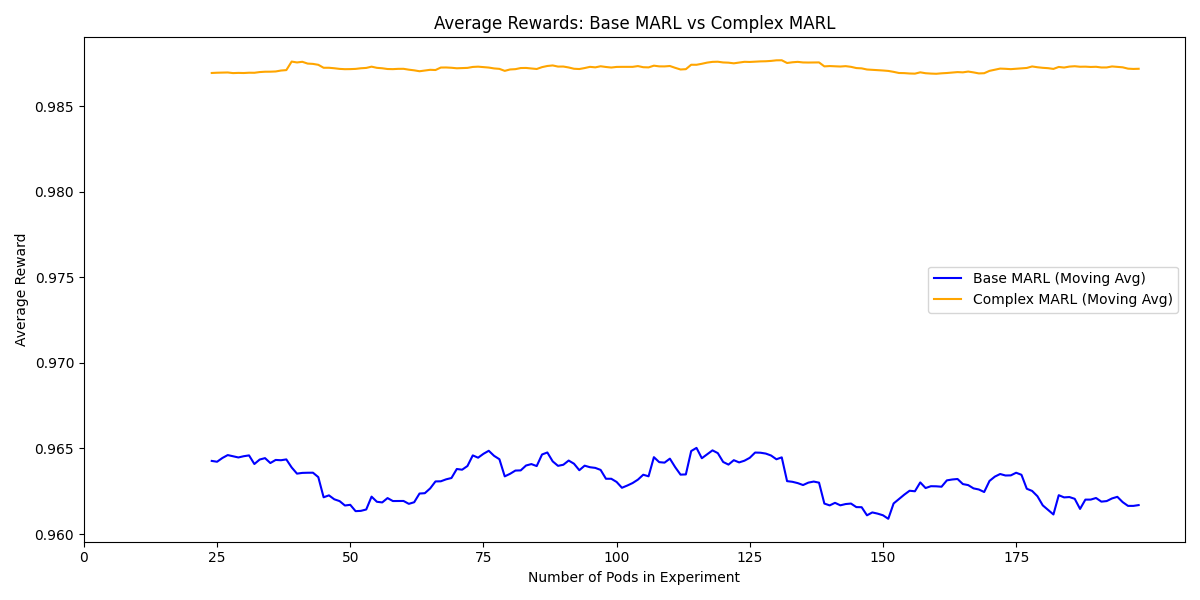 Average Rewards: Base MARL vs Complex MARL
0.985
0.980
0.975
0.970
0.965
0.960
Average Reward
Base MARL (Moving Avg)
Complex MARL (Moving Avg)
0
25
50
75
100
125
150
175
Number of Pods in Experiment